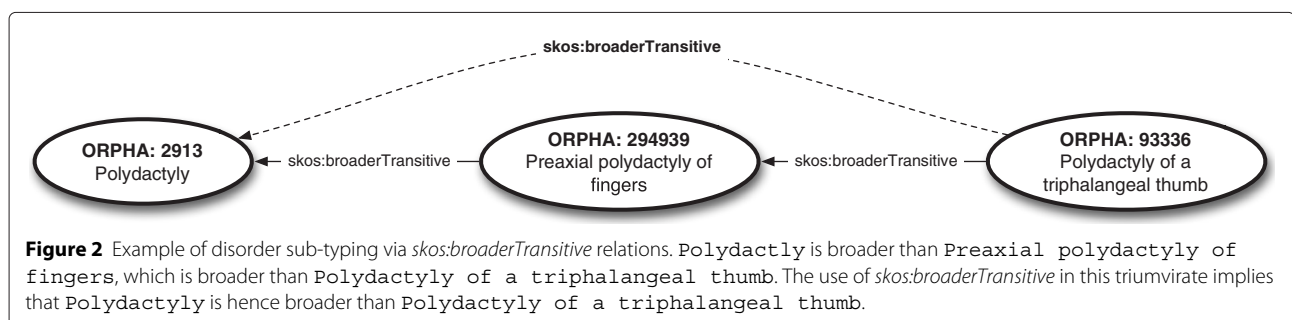 skos:broaderTransitive
ORPHA: 2913
Polydactyly
skos:broaderTransitive
ORPHA: 294939
Preaxial polydactyly of
fingers
skos:broaderTransitive
ORPHA: 93336
Polydactyly of a
triphalangeal thumb
Figure 2 Example of disorder sub-typing via skos:broaderTransitive relations. Polydactly is broader than Preaxial polydactyly of
fingers, which is broader than Polydactyly of a triphalangeal thumb. The use of skos:broaderTransitive in this triumvirate implies
that Polydactyly is hence broader than Polydactyly of a triphalangeal thumb.